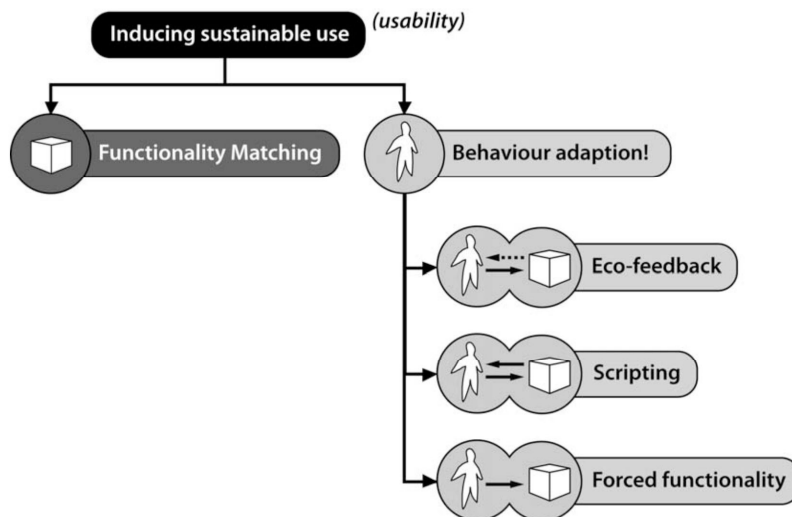 Inducing sustainable use
(usability)
Functionality Matching
Behaviour adaption!
Eco-feedback
Scripting
Forced functionality